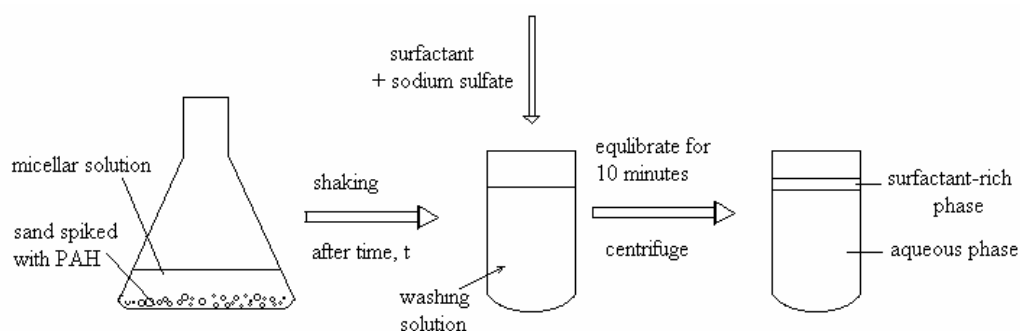 surfactant
+ sodium sulfate
micellar solution
sand spiked
with PAH
shaking
after time, t
washing
solution
equlibrate for
10 minutes
centrifuge
surfactant-rich
phase
aqueous phase